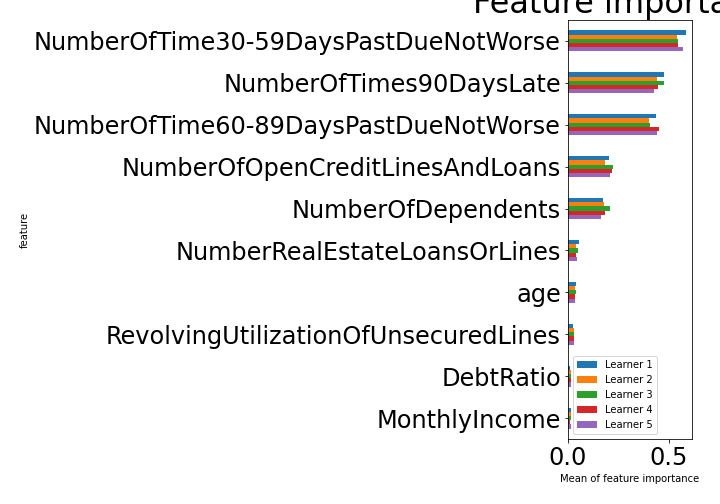 Feature
NumberOfTime30-59DaysPastDueNotWorse
NumberOfTimes90DaysLate
NumberOfTime60-89DaysPastDueNotWorse
NumberOfOpenCreditLinesAndLoans
NumberOfDependents
NumberRealEstateLoansOrLines
age
RevolvingUtilizationOfUnsecuredLines
DebtRatio
MonthlyIncome
feature
Learner 1
Learner 2
Learner 3
Learner 4
Learner 5
0.0 0.5
Mean of feature importance